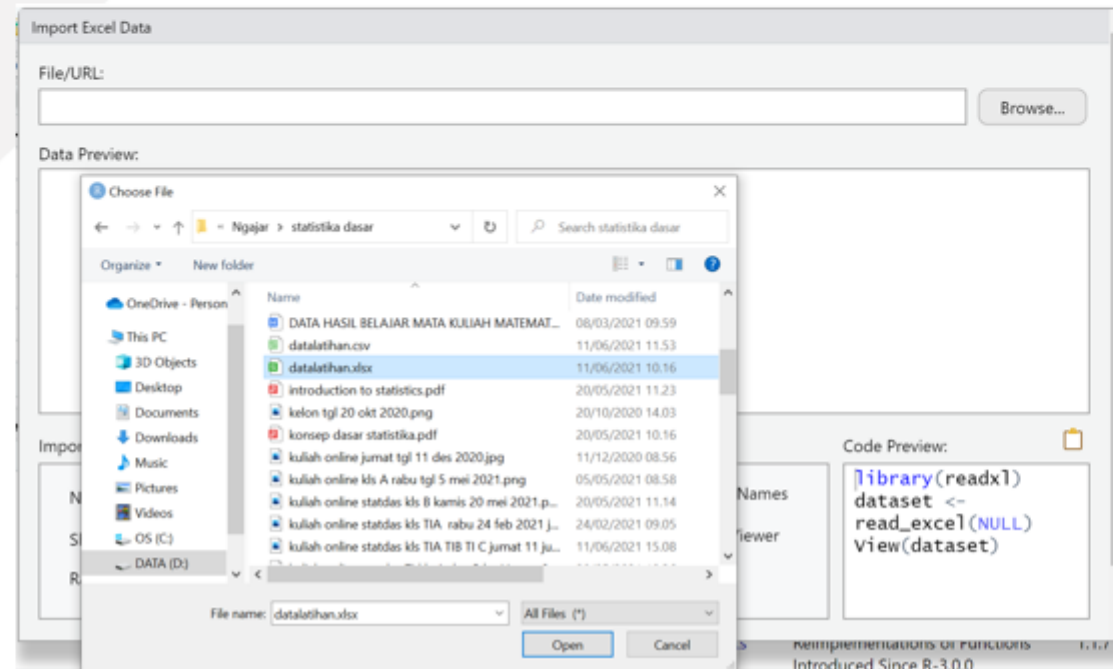 Import Excel Data
File/URL:
Browse...
Data Preview:
Choose File
Ngajar > statistika dasar
Search statistika dasar
Organize
New folder
OneDrive - Person
This PC
3D Objects
Desktop
Documents
Downloads
Music
Pictures
Videos
OS (C:)
DATA (D:)
Name Date modified
DATA HASIL BELAJAR MATA KULIAH MATEMAT... 08/03/2021 09.59
datalatihan.csv 11/06/2021 11.53
datalatihan.xlsx 11/06/2021 10.16
introduction to statistics.pdf 20/05/2021 11.23
kelon tgl 20 okt 2020.png 20/10/2020 14.03
konsep dasar statistika.pdf 20/05/2021 10.16
kuliah online jumat tgl 11 des 2020.jpg 11/12/2020 08.56
kuliah online kls A rabu tgl 5 mei 2021.png 05/05/2021 08.58
kuliah online statdas kls B kamis 20 mei 2021.p... 20/05/2021 11.14
kuliah online statdas kls TIA rabu 24 feb 2021 j... 24/02/2021 09.05
kuliah online statdas kls TIA TIB TI C jumat 11 ju... 11/06/2021 15.08
File name: datalatihan.xlsx
All Files (*)
Open
Cancel
Impor
N
R
Names
iewer
Code Preview:
library(readxl)
dataset <-
read_excel(NULL)
View(dataset)
Reimplementations of Functions 1.1.7
Introduced Since R-3.0.0